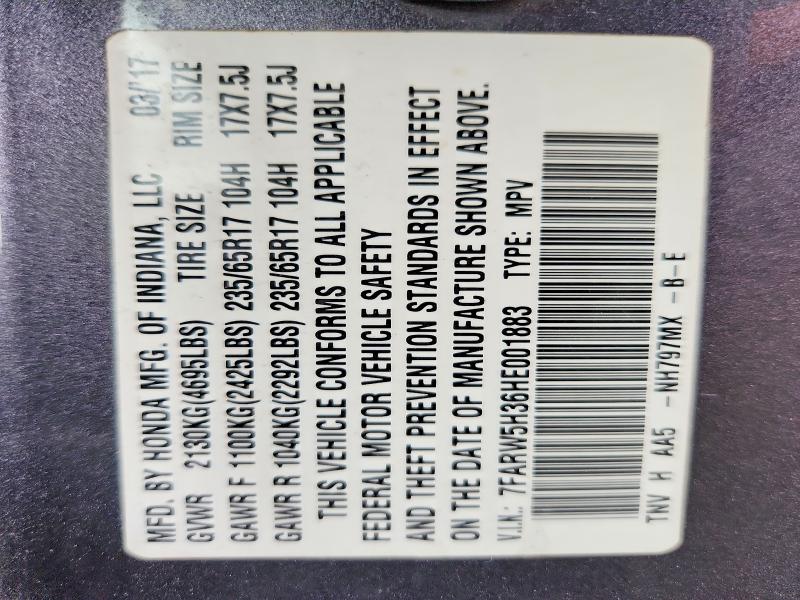 MFD. BY HONDA MFG. OF INDIANA, LLC 03/'17
GVWR 2130KG(4695LBS) TIRE SIZE RIM SIZE
GAWR F 1100KG(2425LBS) 235/65R17 104H 17X7.5J
GAWR R 1040KG(2292LBS) 235/65R17 104H 17X7.5J
THIS VEHICLE CONFORMS TO ALL APPLICABLE
FEDERAL MOTOR VEHICLE SAFETY
AND THEFT PREVENTION STANDARDS IN EFFECT
ON THE DATE OF MANUFACTURE SHOWN ABOVE.
V.I.N.: 7FARW5H36HE001883 TYPE: MPV
TNV H AA5 -NH797MX -B-E